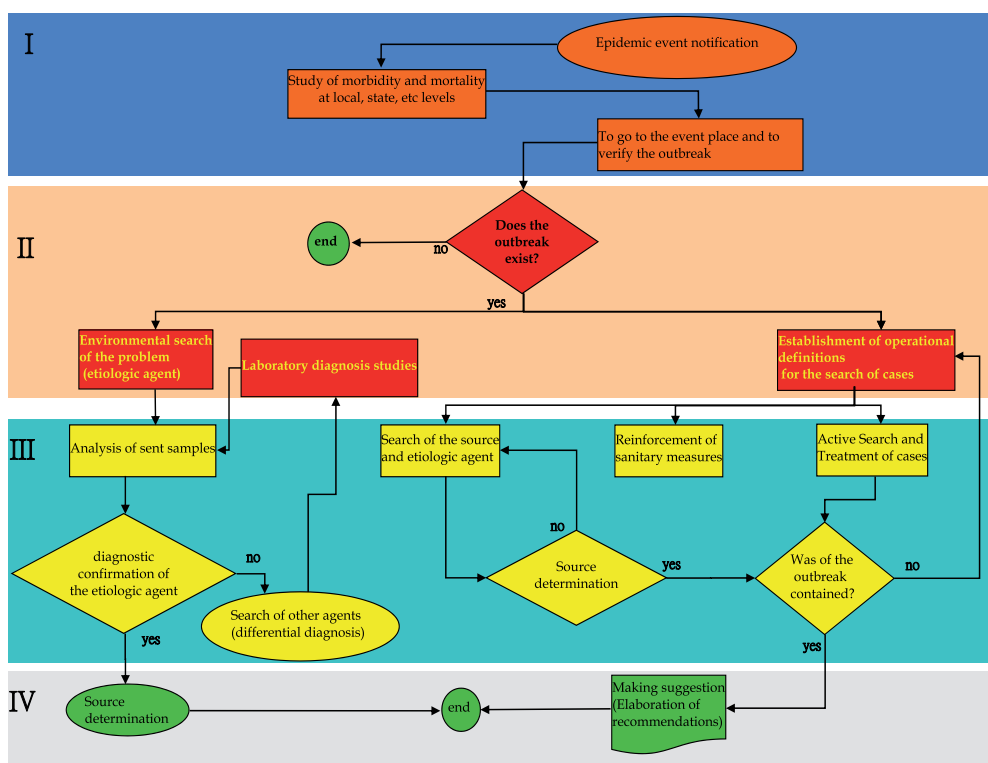 I
Epidemic event notification
Study of morbidity and mortality
at local, state, etc levels
To go to the event place and to
verify the outbreak
II
Does the
outbreak
exist?
end
no
yes
Environmental search
of the problem
(etiologic agent)
Laboratory diagnosis studies
Establishment of operational
definitions
for the search of cases
III
Analysis of sent samples
Search of the source
and etiologic agent
Reinforcement of
sanitary measures
Active Search and
Treatment of cases
diagnostic
confirmation of
the etiologic agent
no
Search of other agents
(differential diagnosis)
yes
no
Source
determination
yes
Was of the
outbreak
contained?
no
yes
IV
Source
determination
end
Making suggestion
(Elaboration of
recommendations)